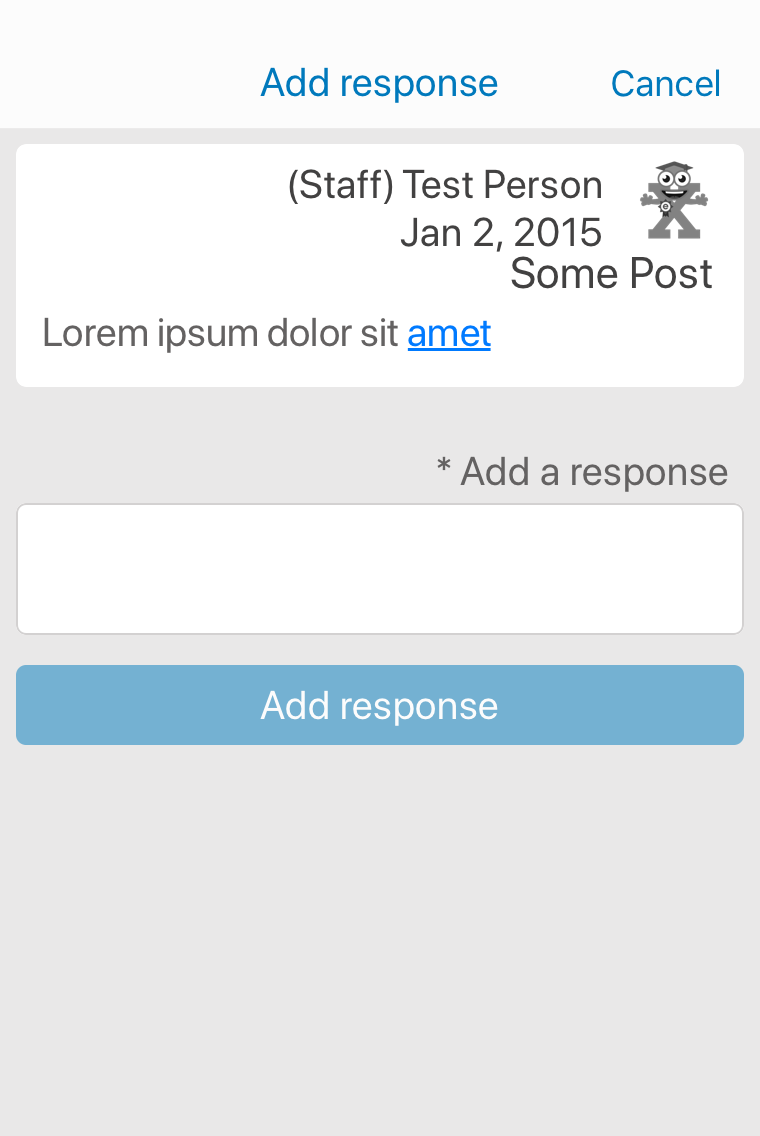 Add response
Cancel
(Staff) Test Person
Jan 2, 2015
Some Post
Lorem ipsum dolor sit amet
* Add a response
Add response